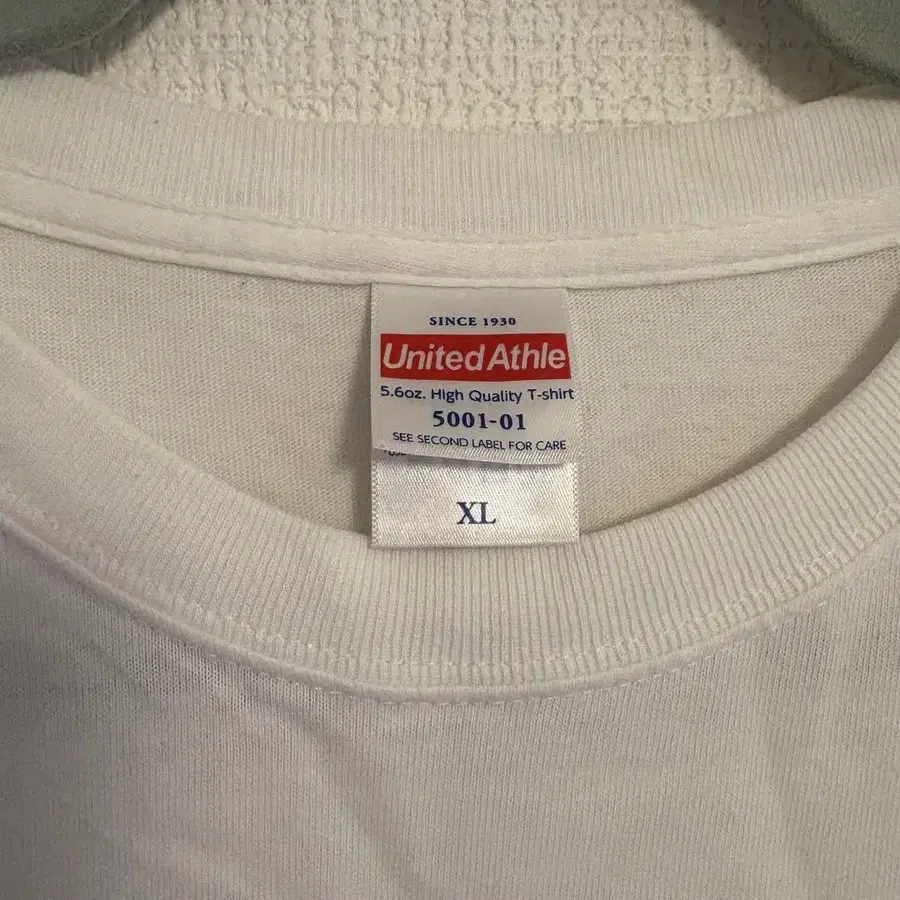 SINCE 1930
United Athle
5.6oz. High Quality T-shirt
5001-01
SEE SECOND LABEL FOR CARE
XL